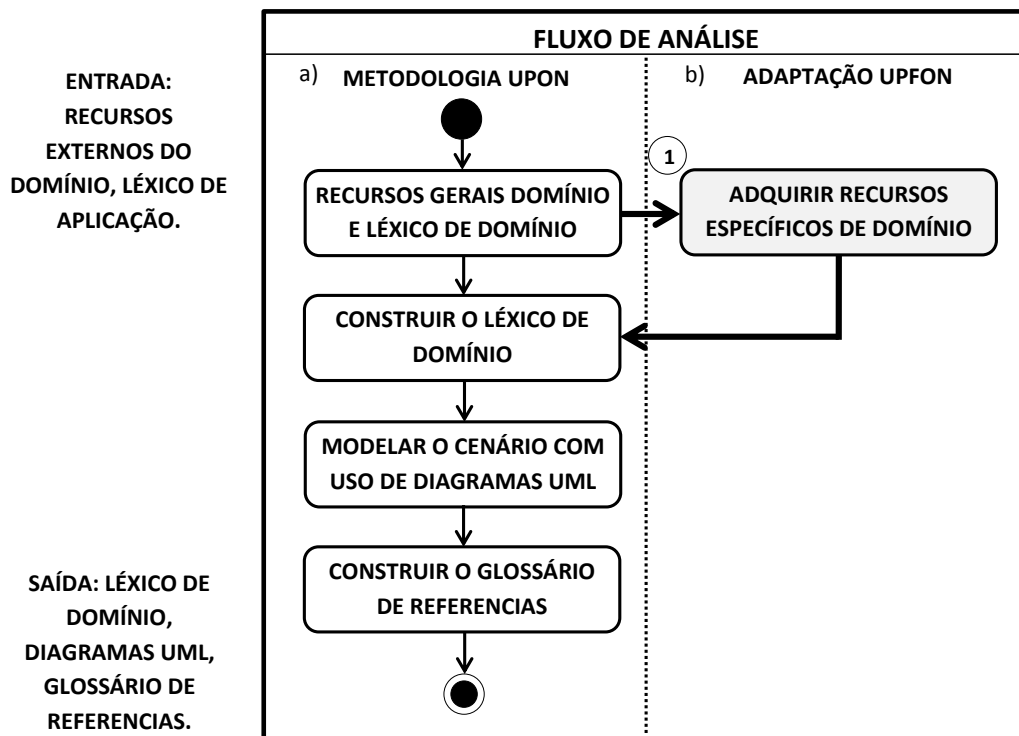 FLUXO DE ANÁLISE
a)
METODOLOGIA UPON
b)
ADAPTAÇÃO UPFON
ENTRADA:
RECURSOS
EXTERNOS DO
DOMÍNIO, LÉXICO DE
APLICAÇÃO.
1
RECURSOS GERAIS DOMÍNIO
E LÉXICO DE DOMÍNIO
ADQUIRIR RECURSOS
ESPECÍFICOS DE DOMÍNIO
CONSTRUIR O LÉXICO DE
DOMÍNIO
MODELAR O CENÁRIO COM
USO DE DIAGRAMAS UML
CONSTRUIR O GLOSSÁRIO
DE REFERENCIAS
SAÍDA: LÉXICO DE
DOMÍNIO,
DIAGRAMAS UML,
GLOSSÁRIO DE
REFERENCIAS.